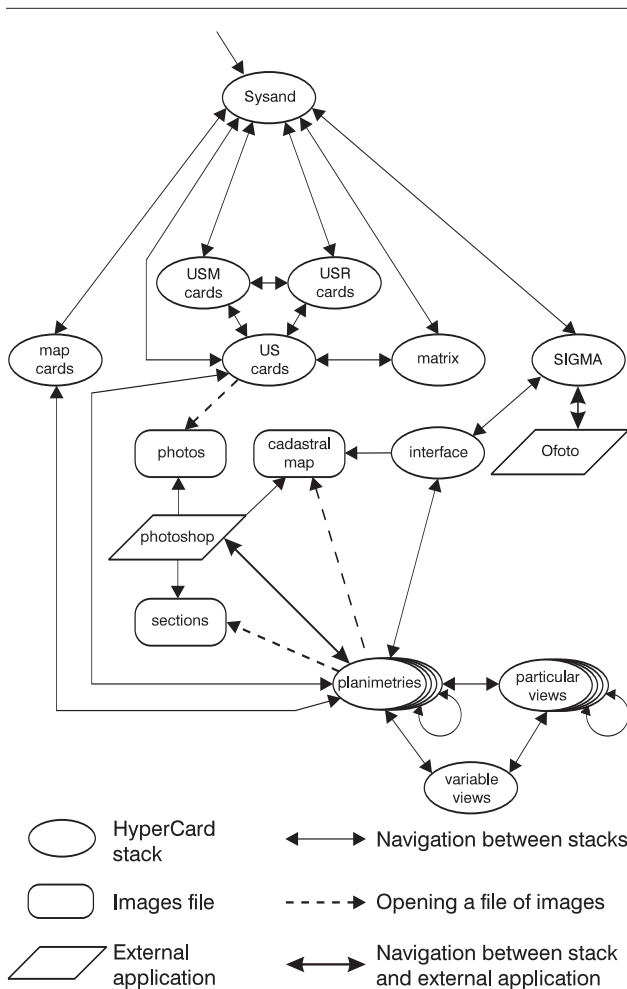 Sysand
USM
cards
USR
cards
map
cards
US
cards
matrix
SIGMA
photos
cadastral
map
interface
Ofoto
photoshop
sections
planimetries
particular
views
variable
views
HyperCard
stack
Navigation between stacks
Images file
Opening a file of images
External
application
Navigation between stack
and external application